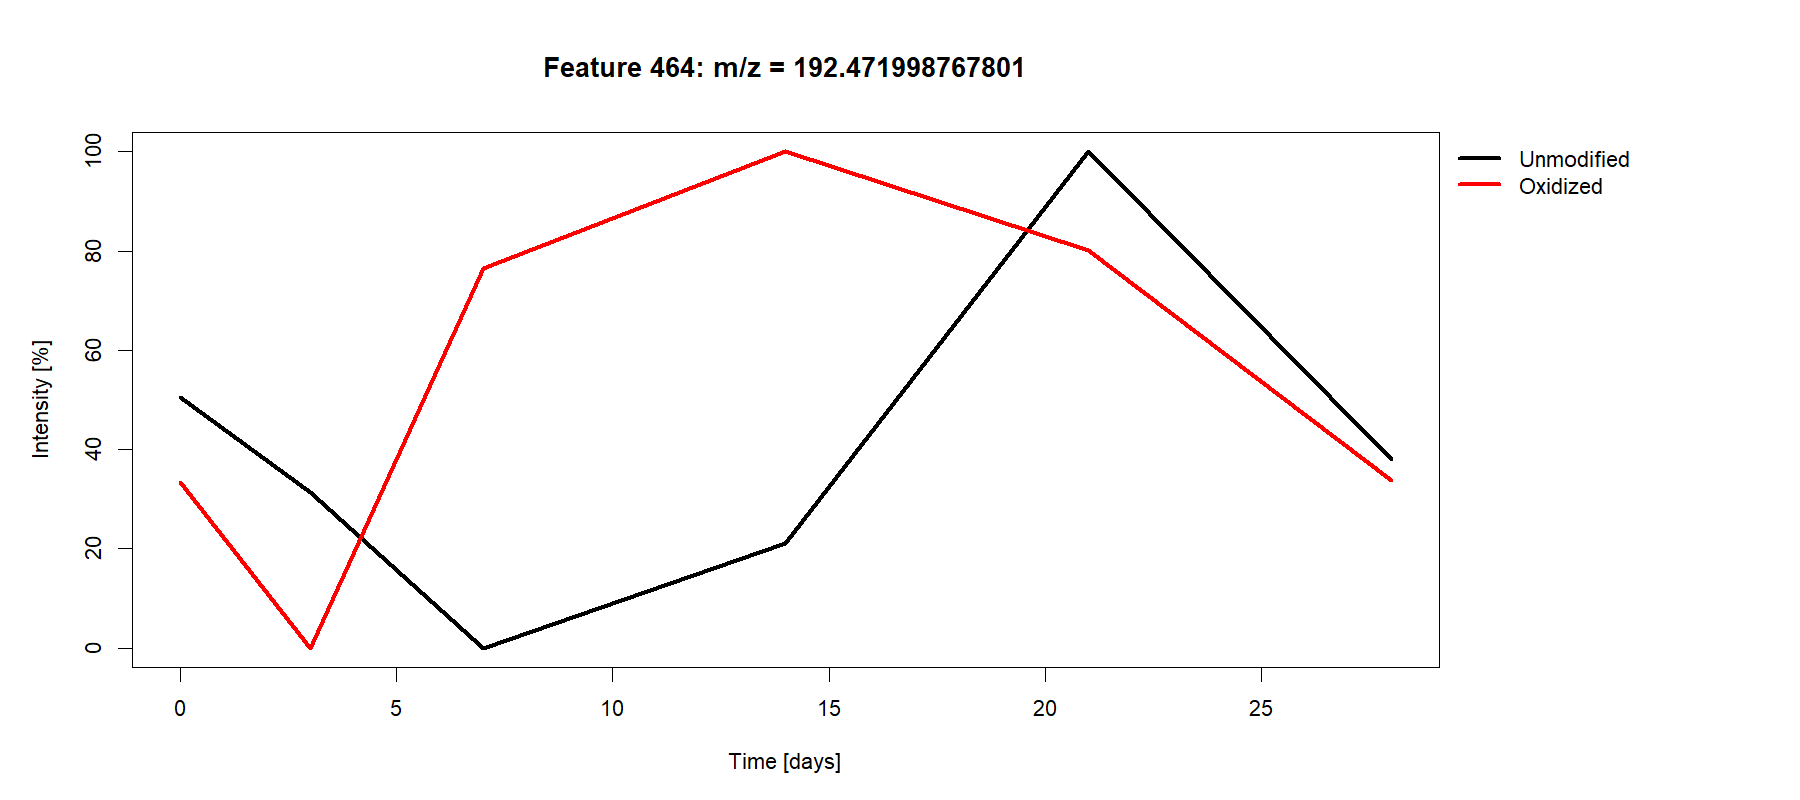 Feature 464: m/z = 192.471998767801
Unmodified
Oxidized
Intensity [%]
100
80
60
40
20
0
0 5 10 15 20 25
Time [days]